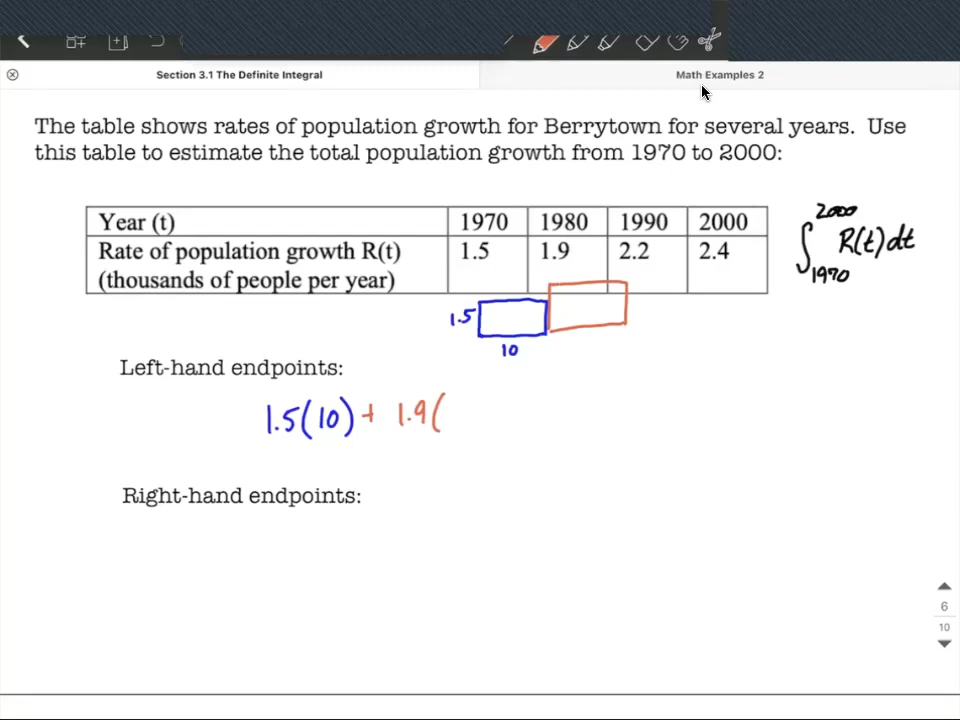 Section 3.1 The Definite Integral
Math Examples 2
The table shows rates of population growth for Berrytown for several years. Use
this table to estimate the total population growth from 1970 to 2000:
Year (t) 1970 1980 1990 2000
Rate of population growth R(t) 1.5 1.9 2.2 2.4
(thousands of people per year)
∫ 2000 1970 R(t)dt
1.5
10
Left-hand endpoints:
1.5(10) + 1.9(
Right-hand endpoints:
6
10